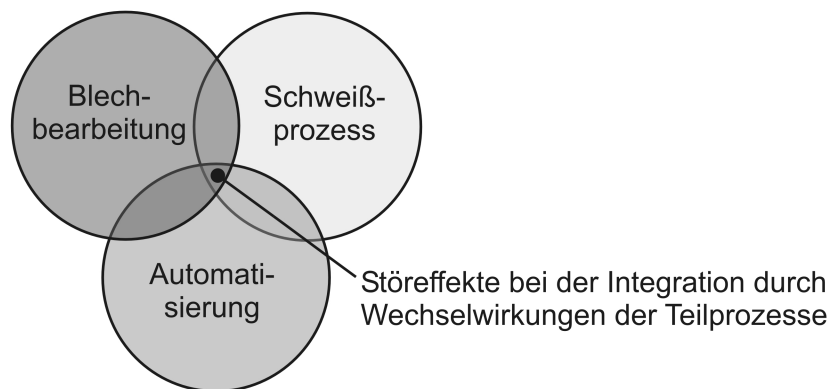 Blech-
bearbeitung
Schweiß-
prozess
Automati-
sierung
Störeffekte bei der Integration durch
Wechselwirkungen der Teilprozesse